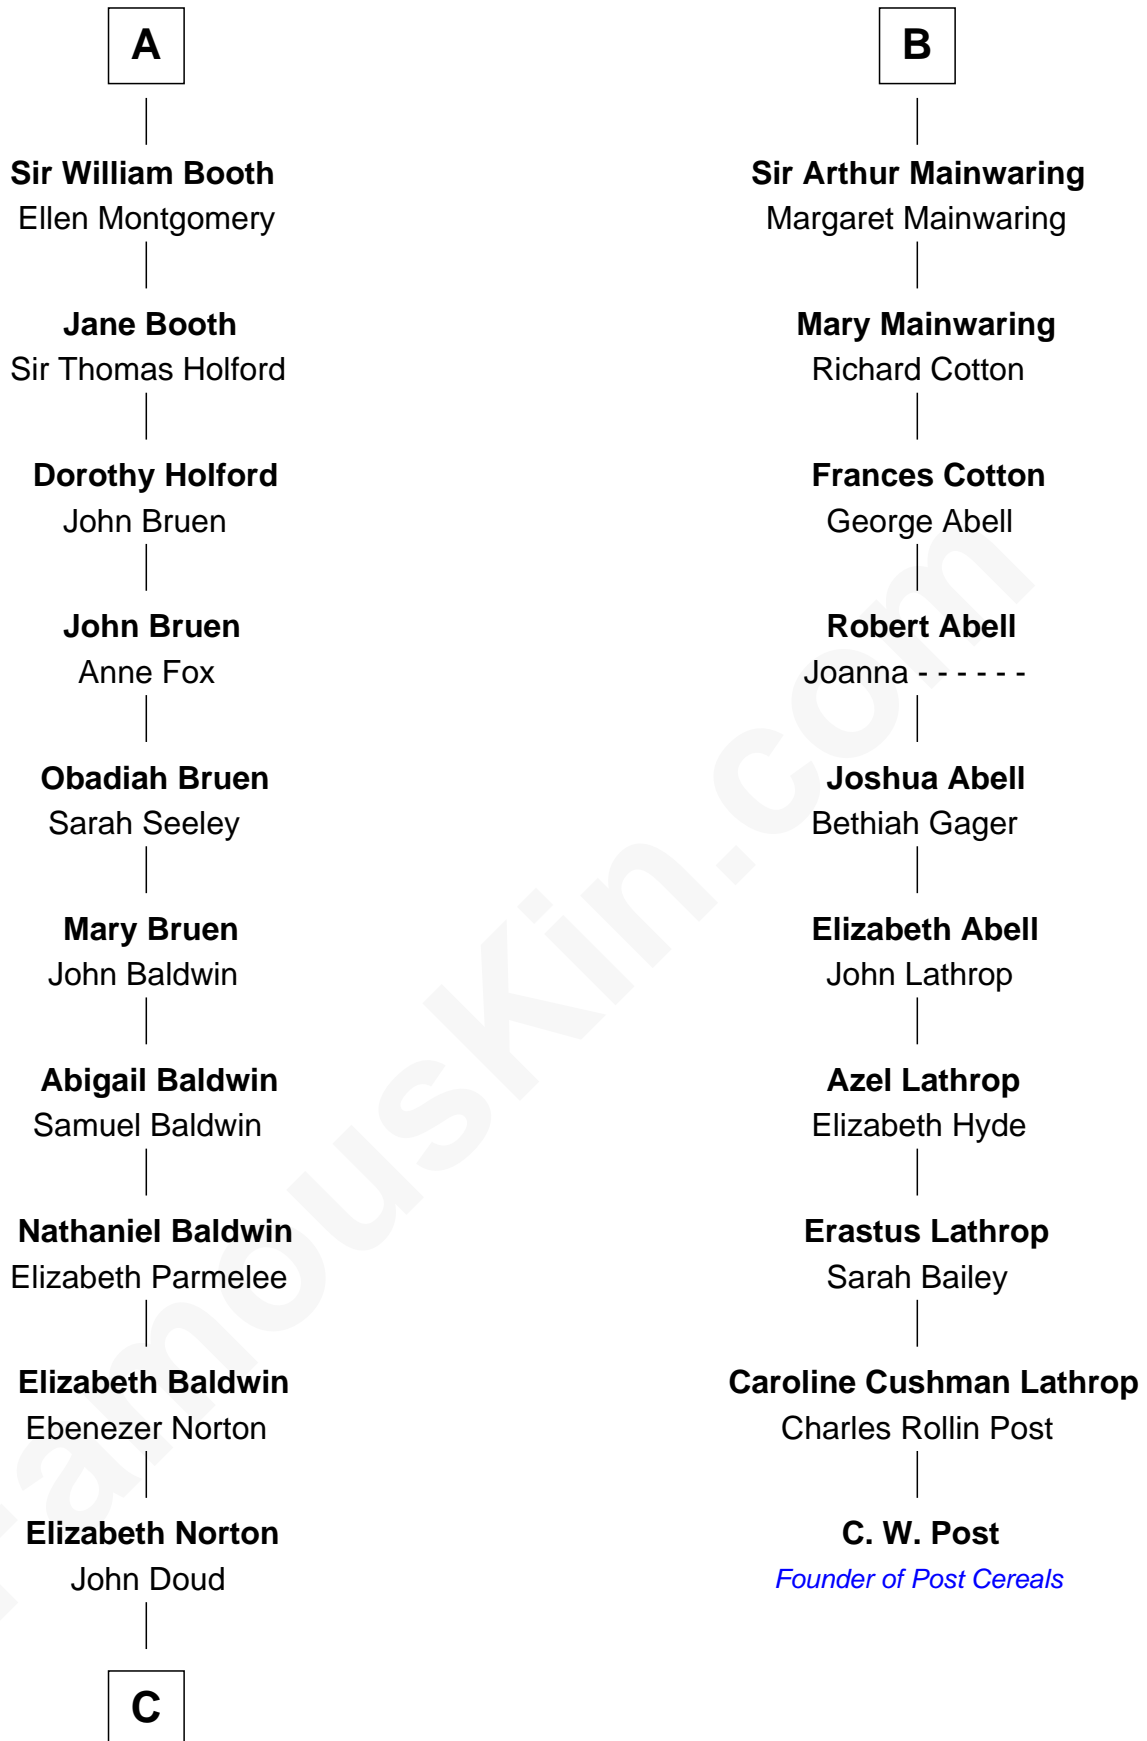 A
Sir William Booth
Ellen Montgomery
Jane Booth
Sir Thomas Holford
Dorothy Holford
John Bruen
John Bruen
Anne Fox
Obadiah Bruen
Sarah Seeley
Mary Bruen
John Baldwin
Abigail Baldwin
Samuel Baldwin
Nathaniel Baldwin
Elizabeth Parmelee
Elizabeth Baldwin
Ebenezer Norton
Elizabeth Norton
John Doud
C
B
Sir Arthur Mainwaring
Margaret Mainwaring
Mary Mainwaring
Richard Cotton
Frances Cotton
George Abell
Robert Abell
Joanna - - - - - -
Joshua Abell
Bethiah Gager
Elizabeth Abell
John Lathrop
Azel Lathrop
Elizabeth Hyde
Erastus Lathrop
Sarah Bailey
Caroline Cushman Lathrop
Charles Rollin Post
C. W. Post
Founder of Post Cereals
FamousKin.com